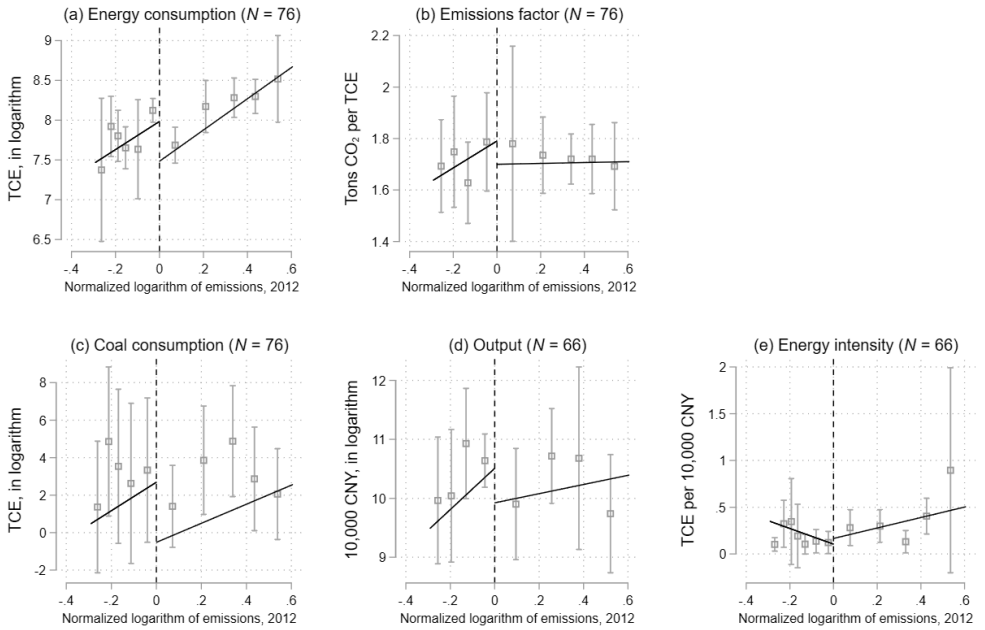 (a) Energy consumption (N = 76)
TCE, in logarithm
9
8.5
8
7.5
7
6.5
-.4 -.2 0 .2 .4 .6
Normalized logarithm of emissions, 2012
(b) Emissions factor (N = 76)
Tons CO₂ per TCE
2.2
2
1.8
1.6
1.4
-.4 -.2 0 .2 .4 .6
Normalized logarithm of emissions, 2012
(c) Coal consumption (N = 76)
TCE, in logarithm
8
6
4
2
0
-2
-.4 -.2 0 .2 .4 .6
Normalized logarithm of emissions, 2012
(d) Output (N = 66)
10,000 CNY, in logarithm
12
11
10
9
-.4 -.2 0 .2 .4 .6
Normalized logarithm of emissions, 2012
(e) Energy intensity (N = 66)
TCE per 10,000 CNY
2
1.5
1
.5
0
-.4 -.2 0 .2 .4 .6
Normalized logarithm of emissions, 2012